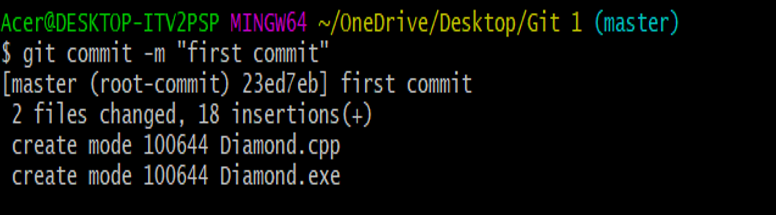 Acer@DESKTOP-ITV2PSP MINGW64 ~/OneDrive/Desktop/Git 1 (master)
$ git commit -m "first commit"
[master (root-commit) 23ed7eb] first commit
 2 files changed, 18 insertions(+)
 create mode 100644 Diamond.cpp
 create mode 100644 Diamond.exe